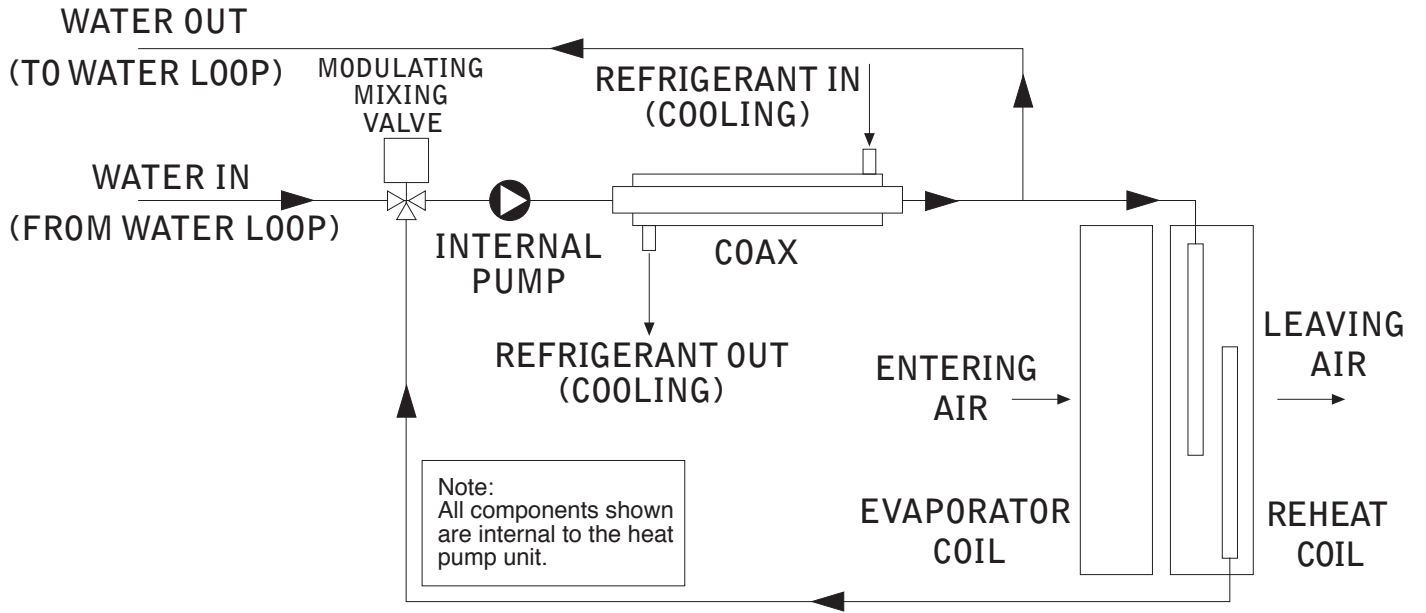 WATER OUT
(TO WATER LOOP)
MODULATING
MIXING
VALVE
REFRIGERANT IN
(COOLING)
WATER IN
(FROM WATER LOOP)
INTERNAL
PUMP
COAX
REFRIGERANT OUT
(COOLING)
ENTERING
AIR
LEAVING
AIR
Note:
All components shown
are internal to the heat
pump unit.
EVAPORATOR
COIL
REHEAT
COIL